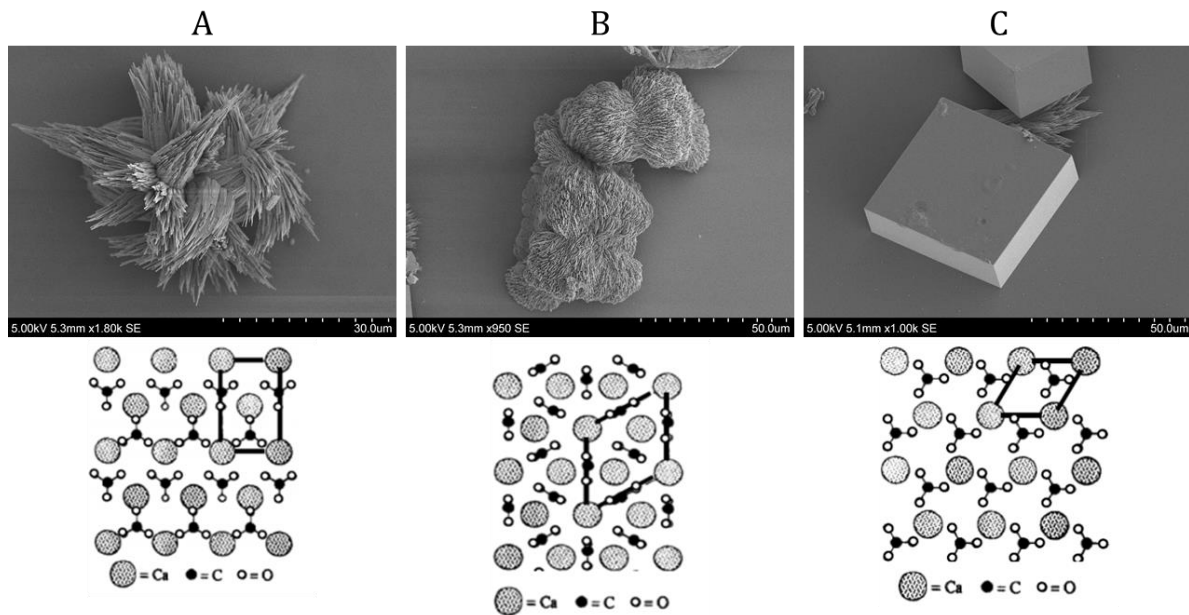 A
B
C
5.00kV 5.3mm x1.80k SE
30.0um
5.00kV 5.3mm x950 SE
50.0um
5.00kV 5.1mm x1.00k SE
50.0um
= Ca = C = O
= Ca = C = O
= Ca = C = O